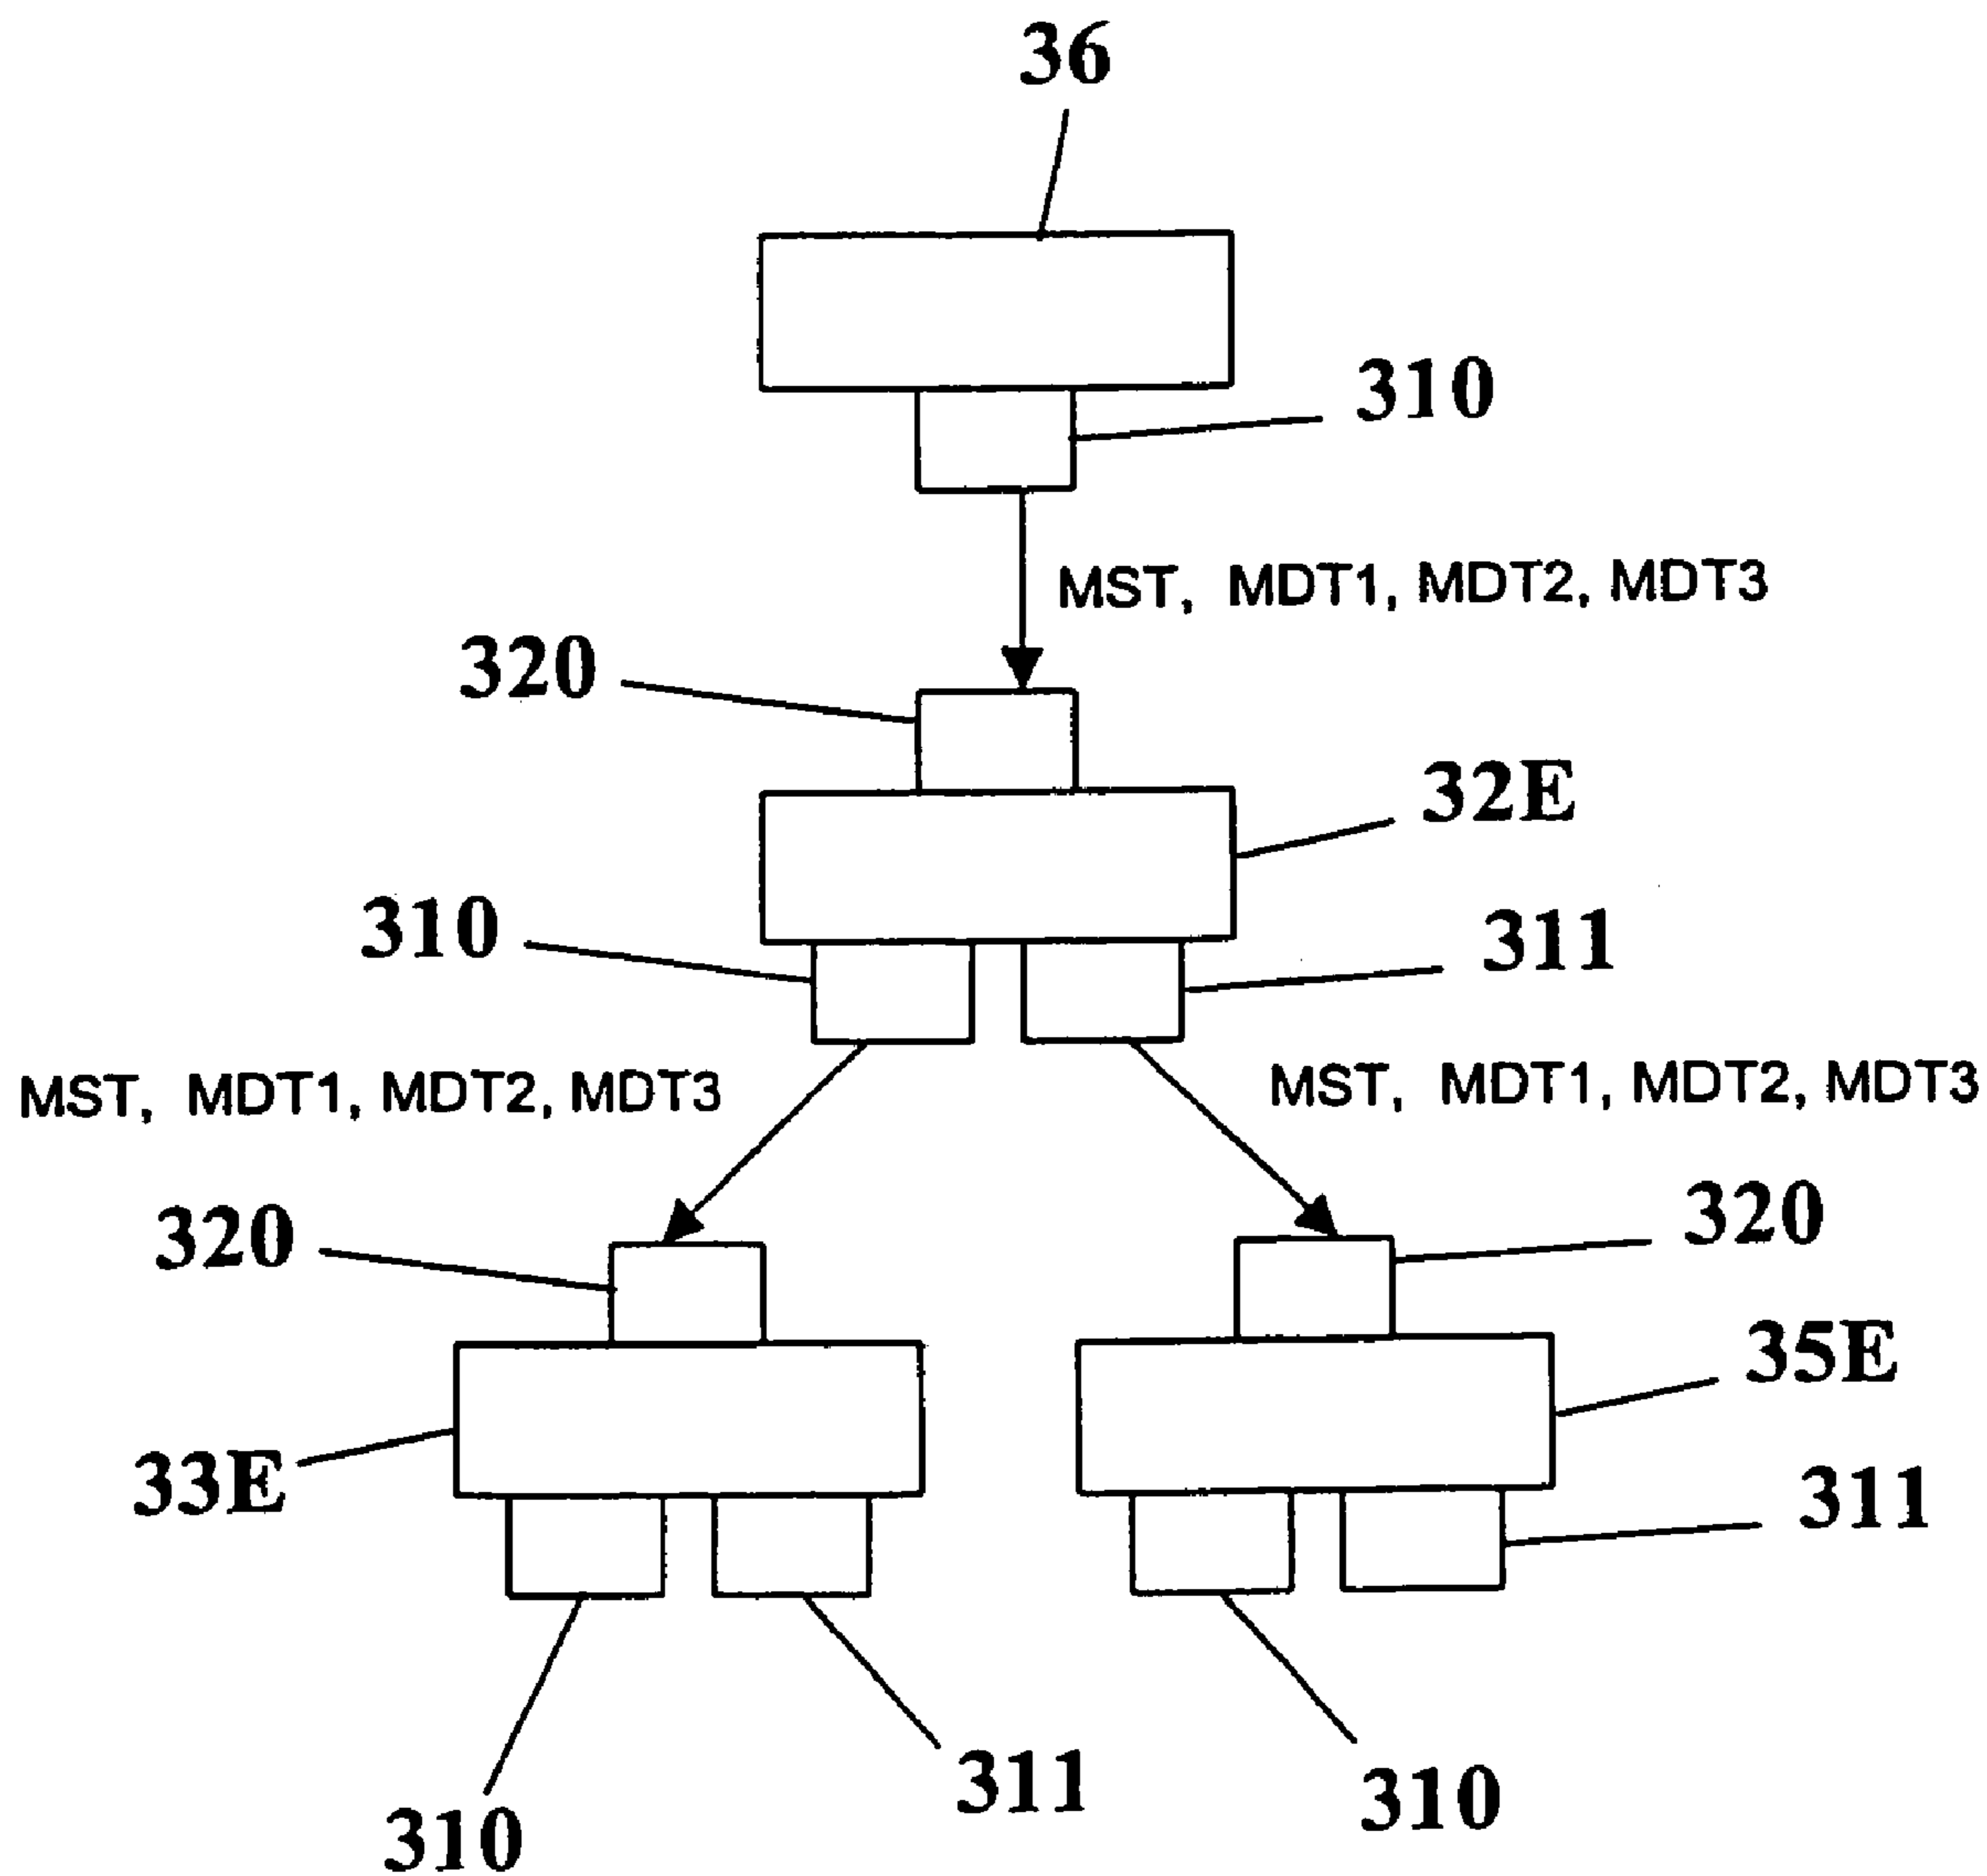 36
310
MST, MDT1, MDT2, MDT3
320
32E
310
311
MST, MDT1, MDT2, MDT3
MST, MDT1, MDT2, MDT3
320
320
35E
33E
311
311
310
310